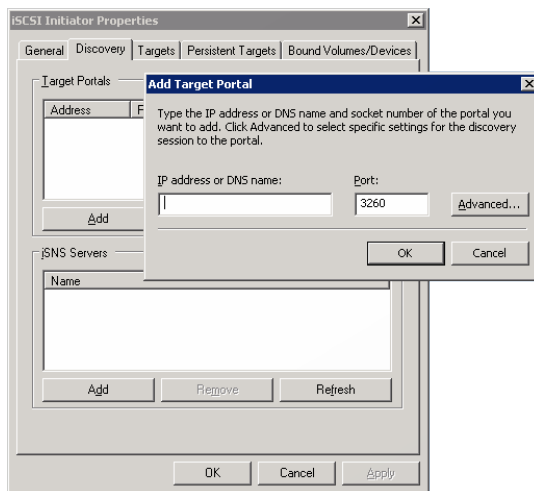 iSCSI Initiator Properties
General Discovery Targets Persistent Targets Bound Volumes/Devices
Target Portals
Address
Add
Add Target Portal
Type the IP address or DNS name and socket number of the portal you
want to add. Click Advanced to select specific settings for the discovery
session to the portal.
IP address or DNS name: Port:
3260 Advanced...
OK Cancel
iSNS Servers
Name
Add Remove Refresh
OK Cancel Apply